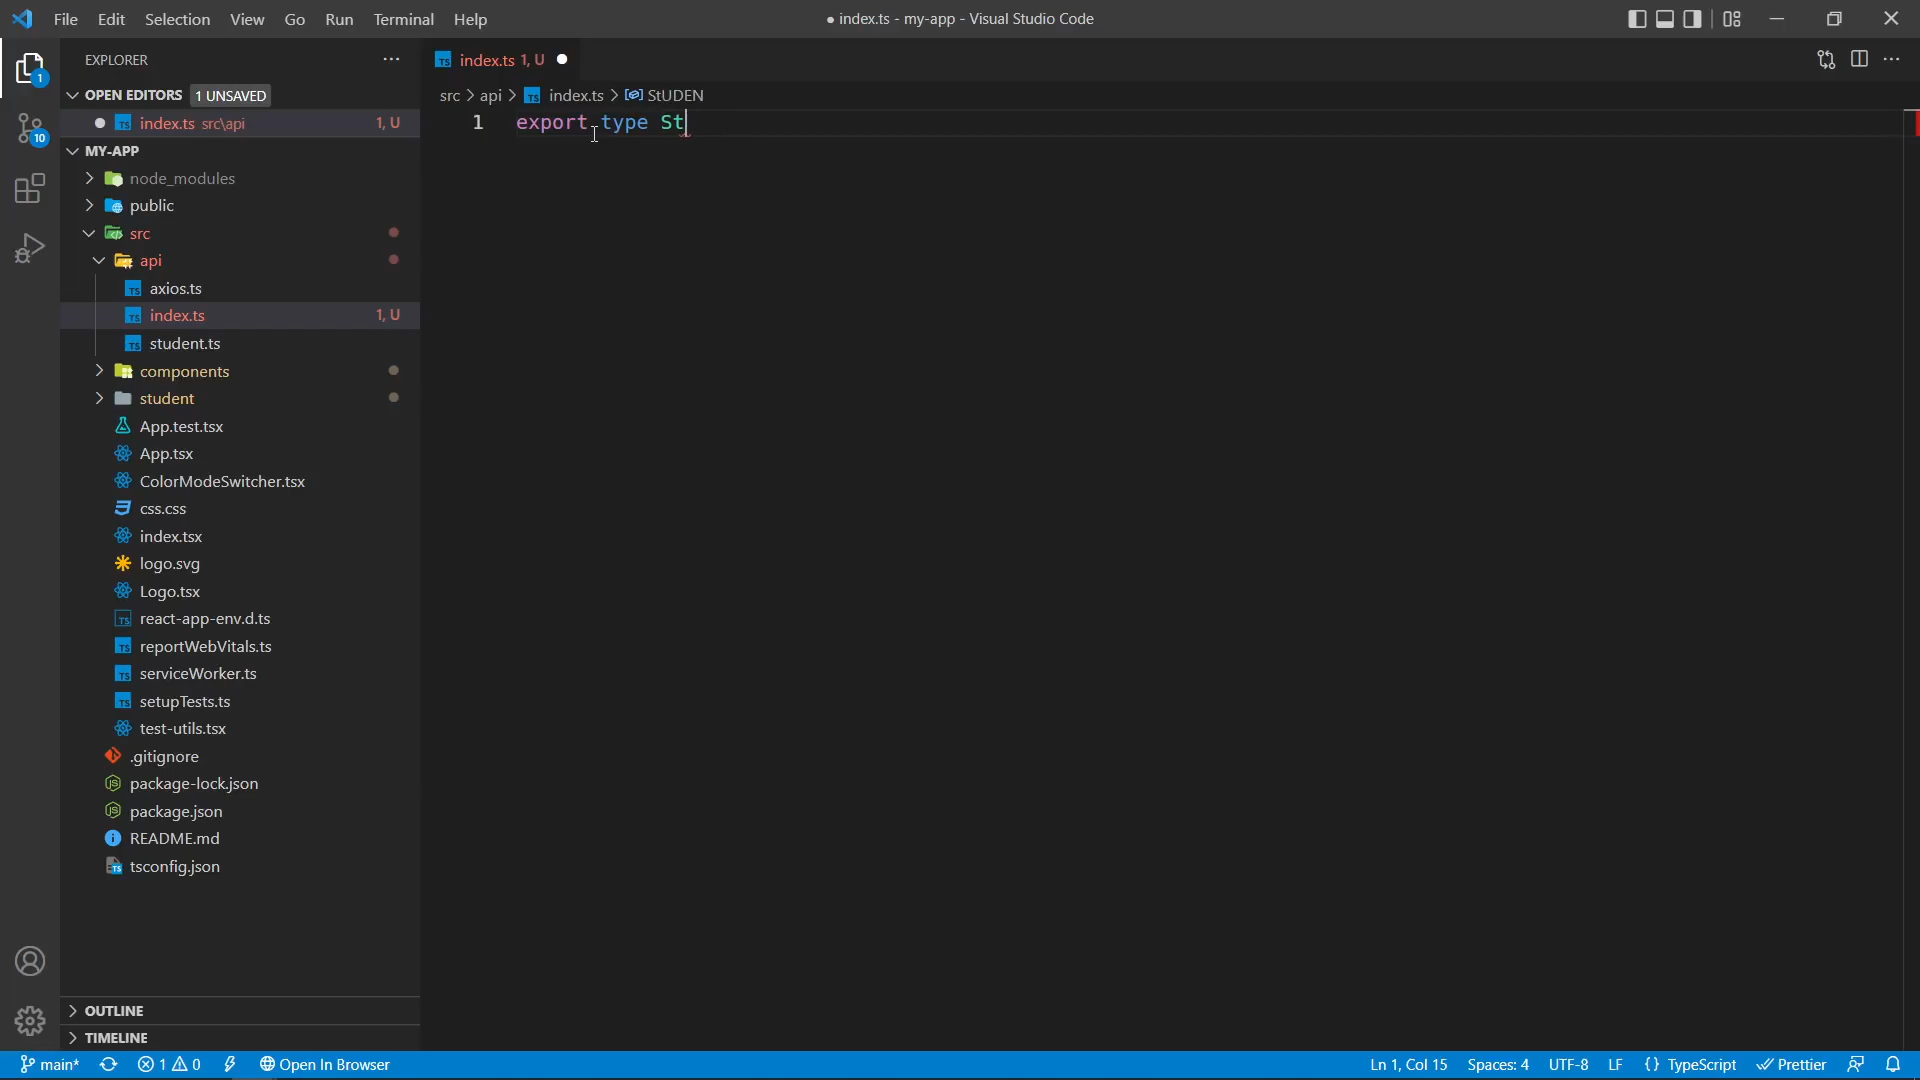 File Edit Selection View Go Run Terminal Help
● index.ts - my-app - Visual Studio Code
EXPLORER
OPEN EDITORS 1 UNSAVED
index.ts src\api 1, U
MY-APP
node_modules
public
src
api
axios.ts
index.ts 1, U
student.ts
components
student
App.test.tsx
App.tsx
ColorModeSwitcher.tsx
css.css
index.tsx
logo.svg
Logo.tsx
react-app-env.d.ts
reportWebVitals.ts
serviceWorker.ts
setupTests.ts
test-utils.tsx
.gitignore
package-lock.json
package.json
README.md
tsconfig.json
OUTLINE
TIMELINE
1
10
TS index.ts 1, U
src > api > TS index.ts > StUDEN
1 export type St
main* 1 0 Open In Browser
Ln 1, Col 15 Spaces: 4 UTF-8 LF {} TypeScript Prettier